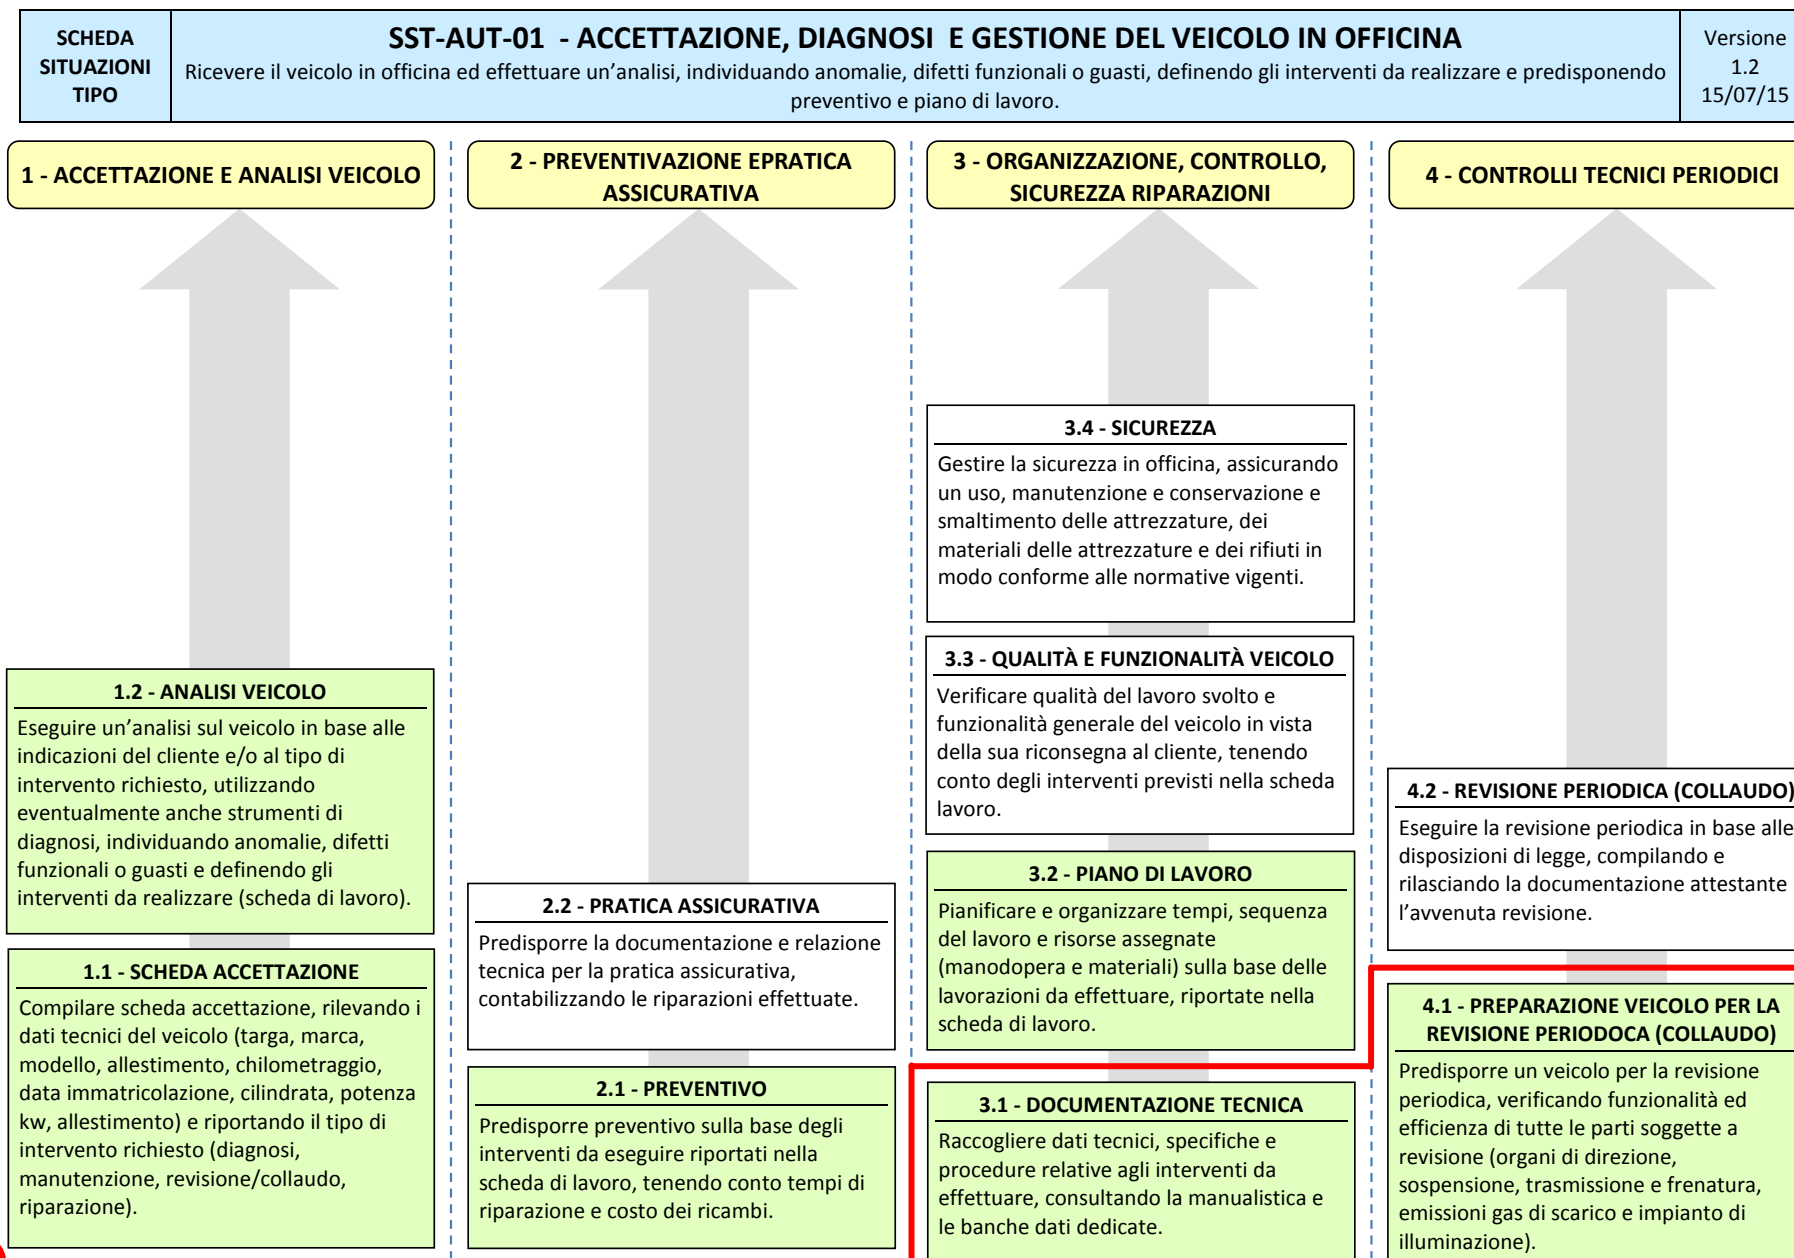 SCHEDA
SITUAZIONI
TIPO
SST-AUT-01 - ACCETTAZIONE, DIAGNOSI E GESTIONE DEL VEICOLO IN OFFICINA
Ricevere il veicolo in officina ed effettuare un’analisi, individuando anomalie, difetti funzionali o guasti, definendo gli interventi da realizzare e predisponendo
preventivo e piano di lavoro.
Versione
1.2
15/07/15
1 - ACCETTAZIONE E ANALISI VEICOLO
1.2 - ANALISI VEICOLO
Eseguire un’analisi sul veicolo in base alle
indicazioni del cliente e/o al tipo di
intervento richiesto, utilizzando
eventualmente anche strumenti di
diagnosi, individuando anomalie, difetti
funzionali o guasti e definendo gli
interventi da realizzare (scheda di lavoro).
1.1 - SCHEDA ACCETTAZIONE
Compilare scheda accettazione, rilevando i
dati tecnici del veicolo (targa, marca,
modello, allestimento, chilometraggio,
data immatricolazione, cilindrata, potenza
kw, allestimento) e riportando il tipo di
intervento richiesto (diagnosi,
manutenzione, revisione/collaudo,
riparazione).
2 - PREVENTIVAZIONE EPRATICA
ASSICURATIVA
2.2 - PRATICA ASSICURATIVA
Predisporre la documentazione e relazione
tecnica per la pratica assicurativa,
contabilizzando le riparazioni effettuate.
2.1 - PREVENTIVO
Predisporre preventivo sulla base degli
interventi da eseguire riportati nella
scheda di lavoro, tenendo conto tempi di
riparazione e costo dei ricambi.
3 - ORGANIZZAZIONE, CONTROLLO,
SICUREZZA RIPARAZIONI
3.4 - SICUREZZA
Gestire la sicurezza in officina, assicurando
un uso, manutenzione e conservazione e
smaltimento delle attrezzature, dei
materiali delle attrezzature e dei rifiuti in
modo conforme alle normative vigenti.
3.3 - QUALITÀ E FUNZIONALITÀ VEICOLO
Verificare qualità del lavoro svolto e
funzionalità generale del veicolo in vista
della sua riconsegna al cliente, tenendo
conto degli interventi previsti nella scheda
lavoro.
3.2 - PIANO DI LAVORO
Pianificare e organizzare tempi, sequenza
del lavoro e risorse assegnate
(manodopera e materiali) sulla base delle
lavorazioni da effettuare, riportate nella
scheda di lavoro.
3.1 - DOCUMENTAZIONE TECNICA
Raccogliere dati tecnici, specifiche e
procedure relative agli interventi da
effettuare, consultando la manualistica e
le banche dati dedicate.
4 - CONTROLLI TECNICI PERIODICI
4.2 - REVISIONE PERIODICA (COLLAUDO)
Eseguire la revisione periodica in base alle
disposizioni di legge, compilando e
rilasciando la documentazione attestante
l’avvenuta revisione.
4.1 - PREPARAZIONE VEICOLO PER LA
REVISIONE PERIODOCA (COLLAUDO)
Predisporre un veicolo per la revisione
periodica, verificando funzionalità ed
efficienza di tutte le parti soggette a
revisione (organi di direzione,
sospensione, trasmissione e frenatura,
emissioni gas di scarico e impianto di
illuminazione).